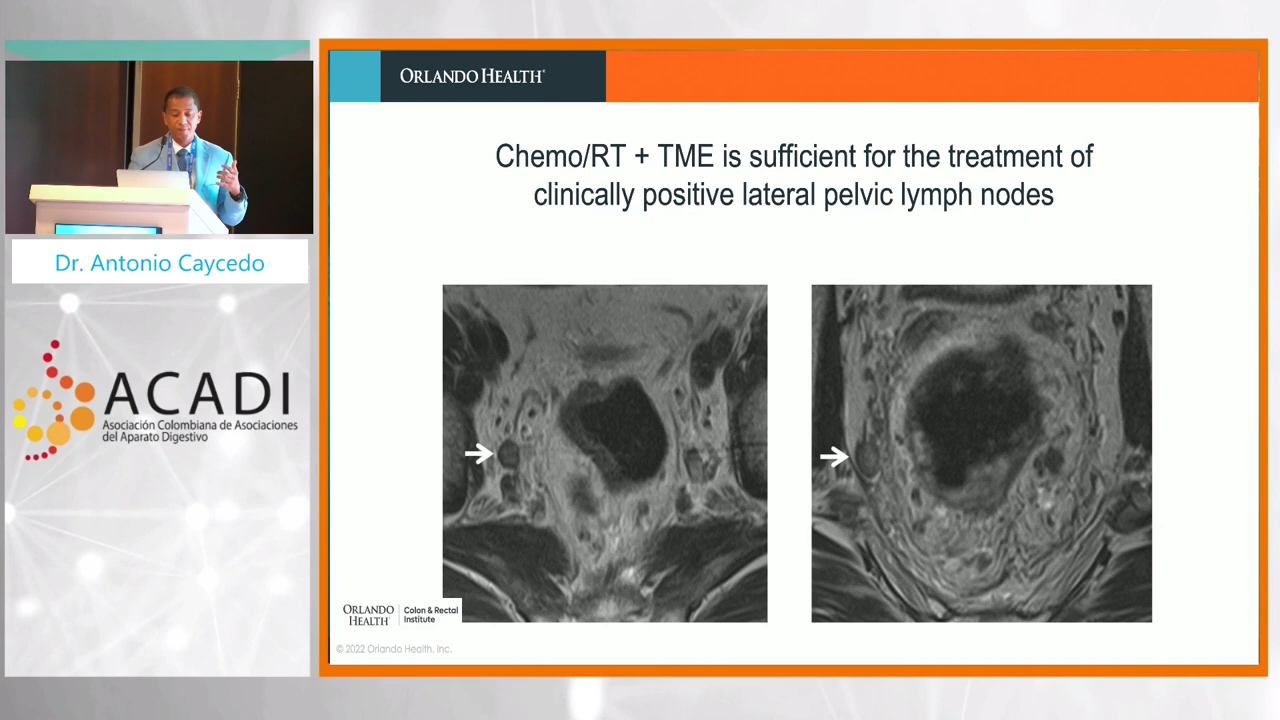 ORLANDO HEALTH®
Chemo/RT + TME is sufficient for the treatment of
clinically positive lateral pelvic lymph nodes
Dr. Antonio Caycedo
ACADI
Asociación Colombiana de Asociaciones
del Aparato Digestivo
ORLANDO
HEALTH®
Colon & Rectal
Institute
© 2022 Orlando Health, Inc.